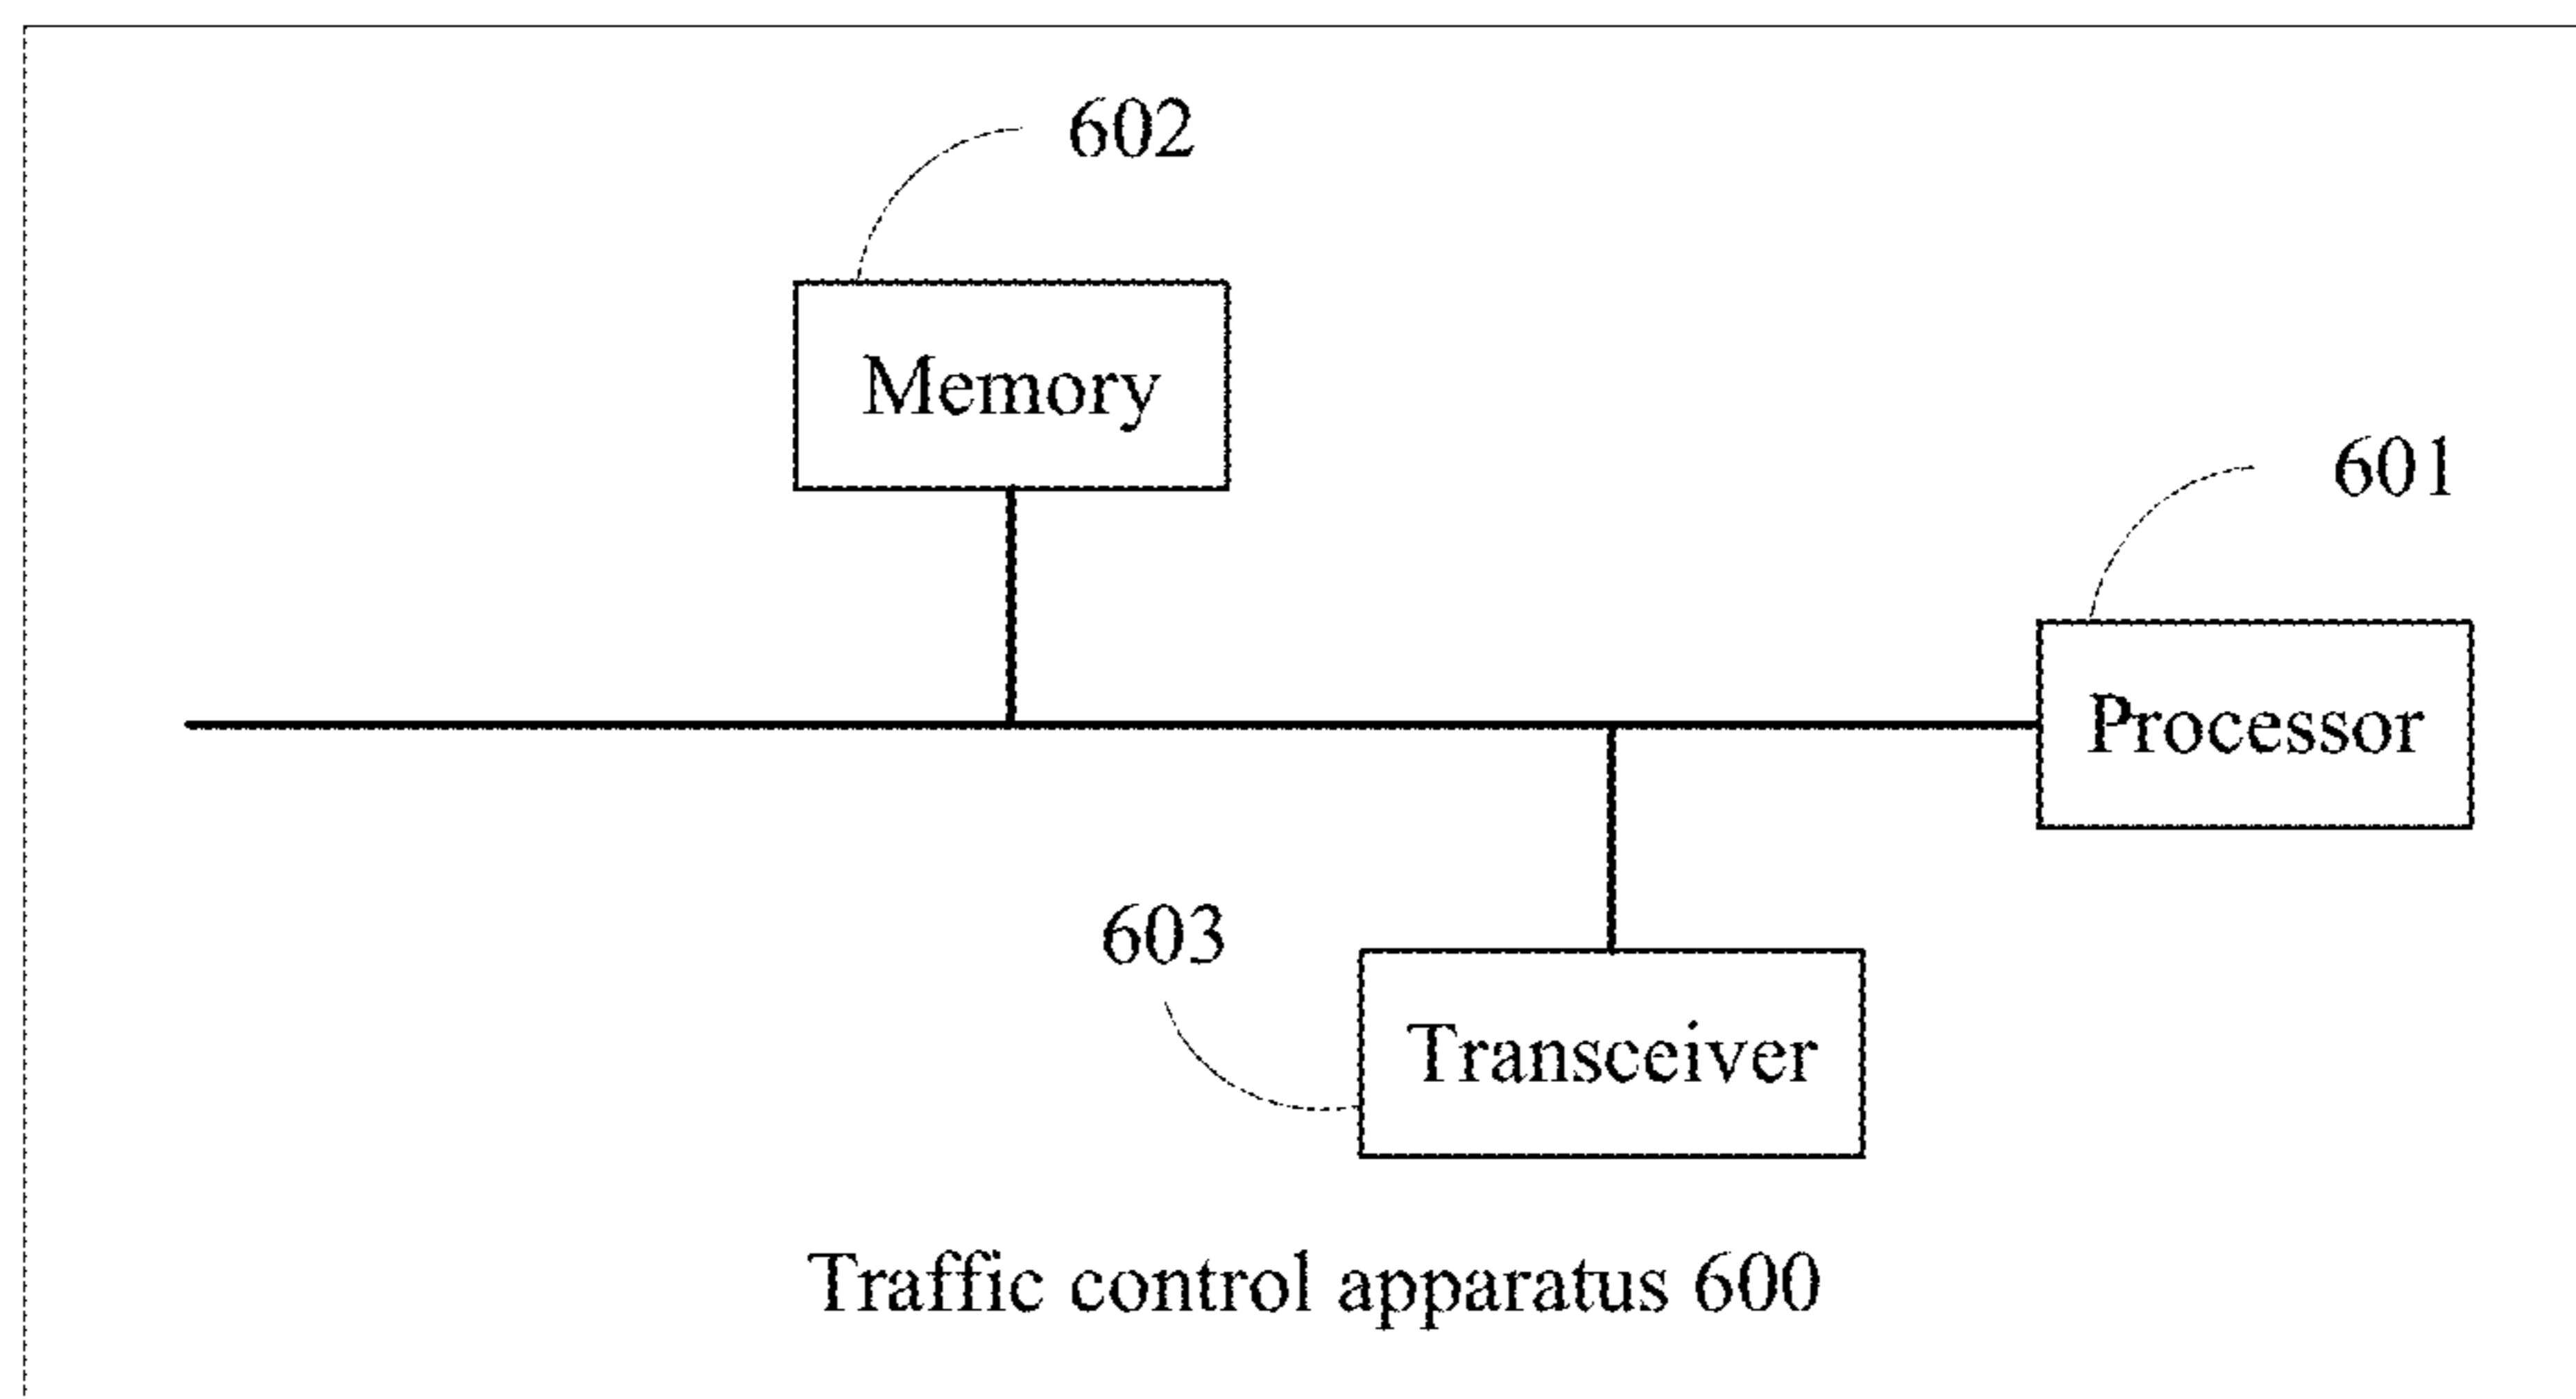 602
Memory
601
Processor
603
Transceiver
Traffic control apparatus 600